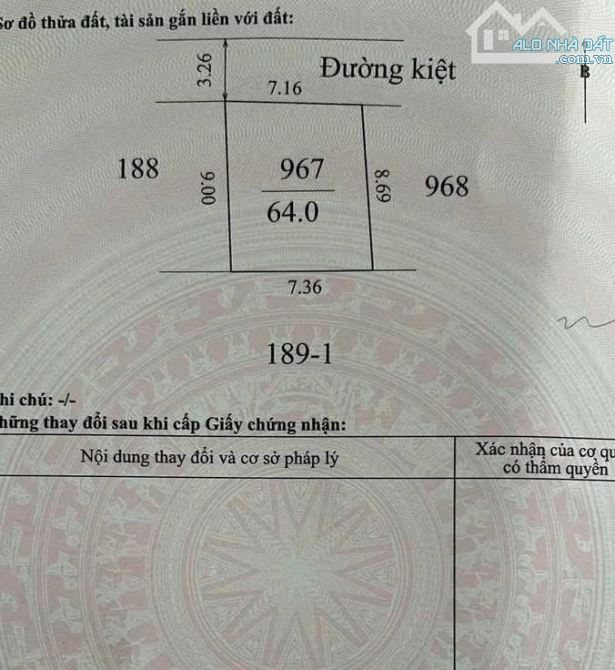 Sơ đồ thửa đất, tài sản gắn liền với đất:
ALO NHÀ ĐẤT
.com.vn
B
3.26
Đường kiệt
7.16
188
9.00
967
64.0
8.69
968
7.36
189-1
hi chú: -/-
hững thay đổi sau khi cấp Giấy chứng nhận:
Nội dung thay đổi và cơ sở pháp lý
Xác nhận của cơ qu
có thẩm quyền